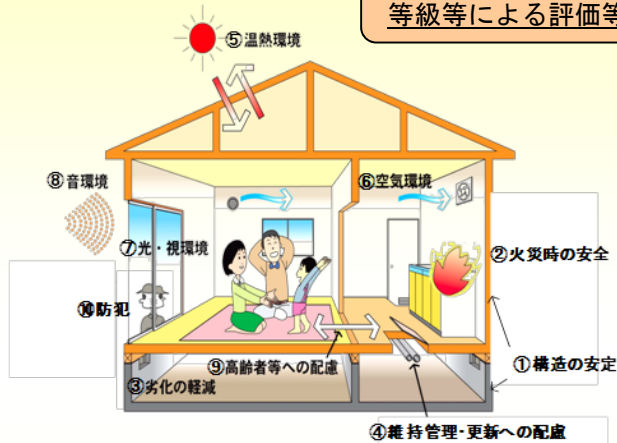 等級等による評価等
⑤温熱環境
⑧音環境
⑥空気環境
⑦光・視環境
②火災時の安全
⑩防犯
⑨高齢者等への配慮
①構造の安定
③劣化の軽減
④維持管理・更新への配慮